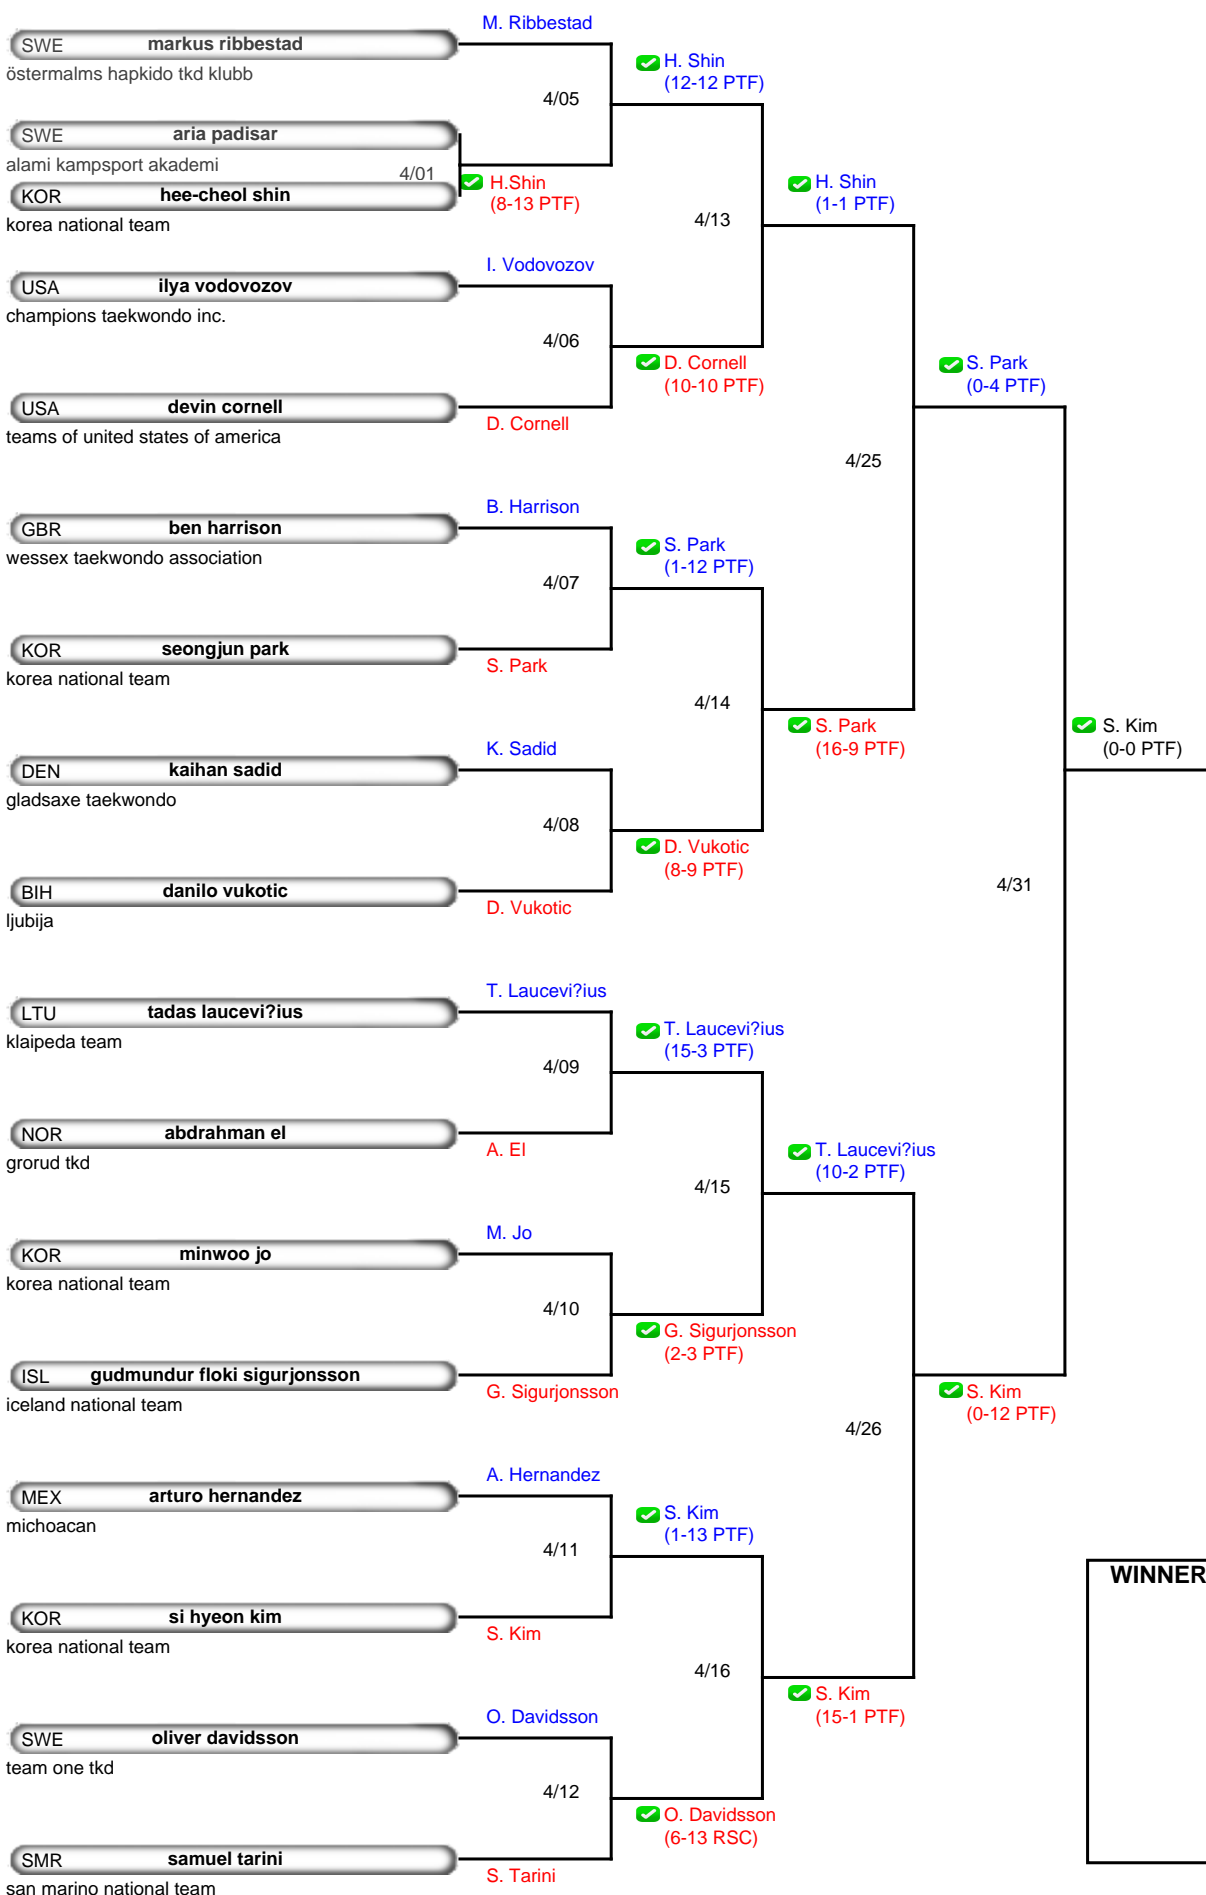 M. Ribbestad
SWE markus ribbestad
östermalms hapkido tkd klubb
H. Shin
(12-12 PTF)
4/05
SWE aria padisar
alami kampsport akademi
4/01
H.Shin
(8-13 PTF)
KOR hee-cheol shin
korea national team
H. Shin
(1-1 PTF)
4/13
I. Vodovozov
USA ilya vodovozov
champions taekwondo inc.
4/06
D. Cornell
(10-10 PTF)
USA devin cornell
teams of united states of america
D. Cornell
S. Park
(0-4 PTF)
4/25
B. Harrison
GBR ben harrison
wessex taekwondo association
S. Park
(1-12 PTF)
4/07
KOR seongjun park
korea national team
S. Park
4/14
S. Park
(16-9 PTF)
S. Kim
(0-0 PTF)
K. Sadid
DEN kaihan sadid
gladsaxe taekwondo
4/08
D. Vukotic
(8-9 PTF)
BIH danilo vukotic
ljubija
D. Vukotic
4/31
T. Laucevi?ius
LTU tadas laucevi?ius
klaipeda team
T. Laucevi?ius
(15-3 PTF)
4/09
NOR abdrahman el
grorud tkd
A. El
T. Laucevi?ius
(10-2 PTF)
4/15
M. Jo
KOR minwoo jo
korea national team
4/10
G. Sigurjonsson
(2-3 PTF)
ISL gudmundur floki sigurjonsson
iceland national team
G. Sigurjonsson
S. Kim
(0-12 PTF)
4/26
A. Hernandez
MEX arturo hernandez
michoacan
S. Kim
(1-13 PTF)
4/11
KOR si hyeon kim
korea national team
S. Kim
4/16
S. Kim
(15-1 PTF)
WINNER
O. Davidsson
SWE oliver davidsson
team one tkd
4/12
O. Davidsson
(6-13 RSC)
SMR samuel tarini
san marino national team
S. Tarini